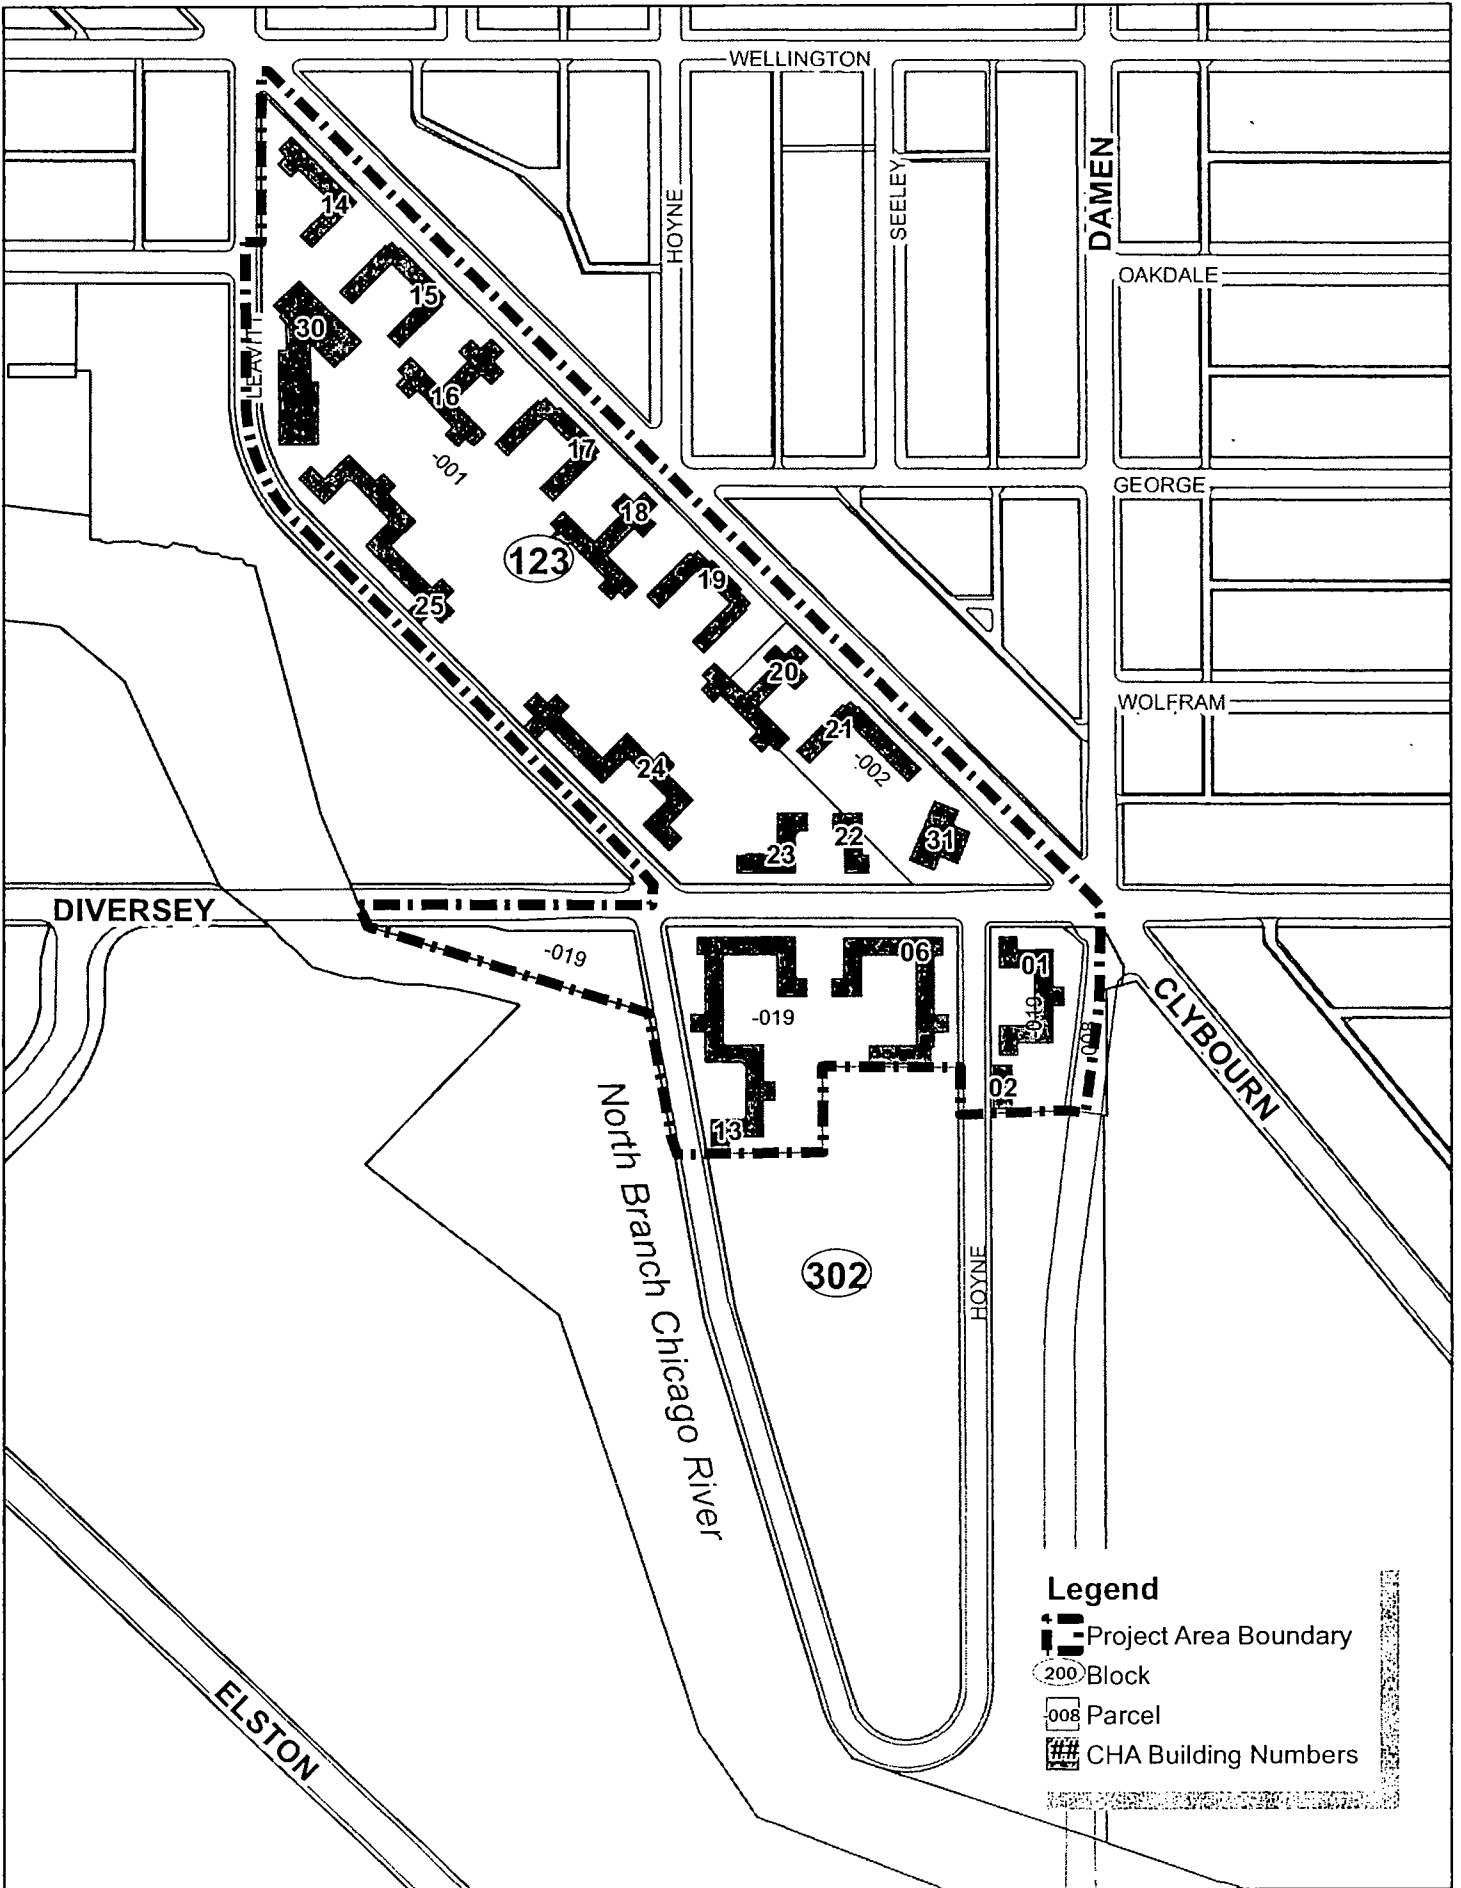 WELLINGTON
HOYNE
SEELEY
DAMEN
14
OAKDALE
15
30
LEAVITT
16
17
-001
GEORGE
18
123
19
25
20
WOLFRAM
21
-002
24
22
31
23
DIVERSEY
-019
06
01
-019
-019
008
CLYBOURN
02
13
North Branch Chicago River
302
HOYNE
ELSTON
Legend
Project Area Boundary
200 Block
-008 Parcel
## CHA Building Numbers